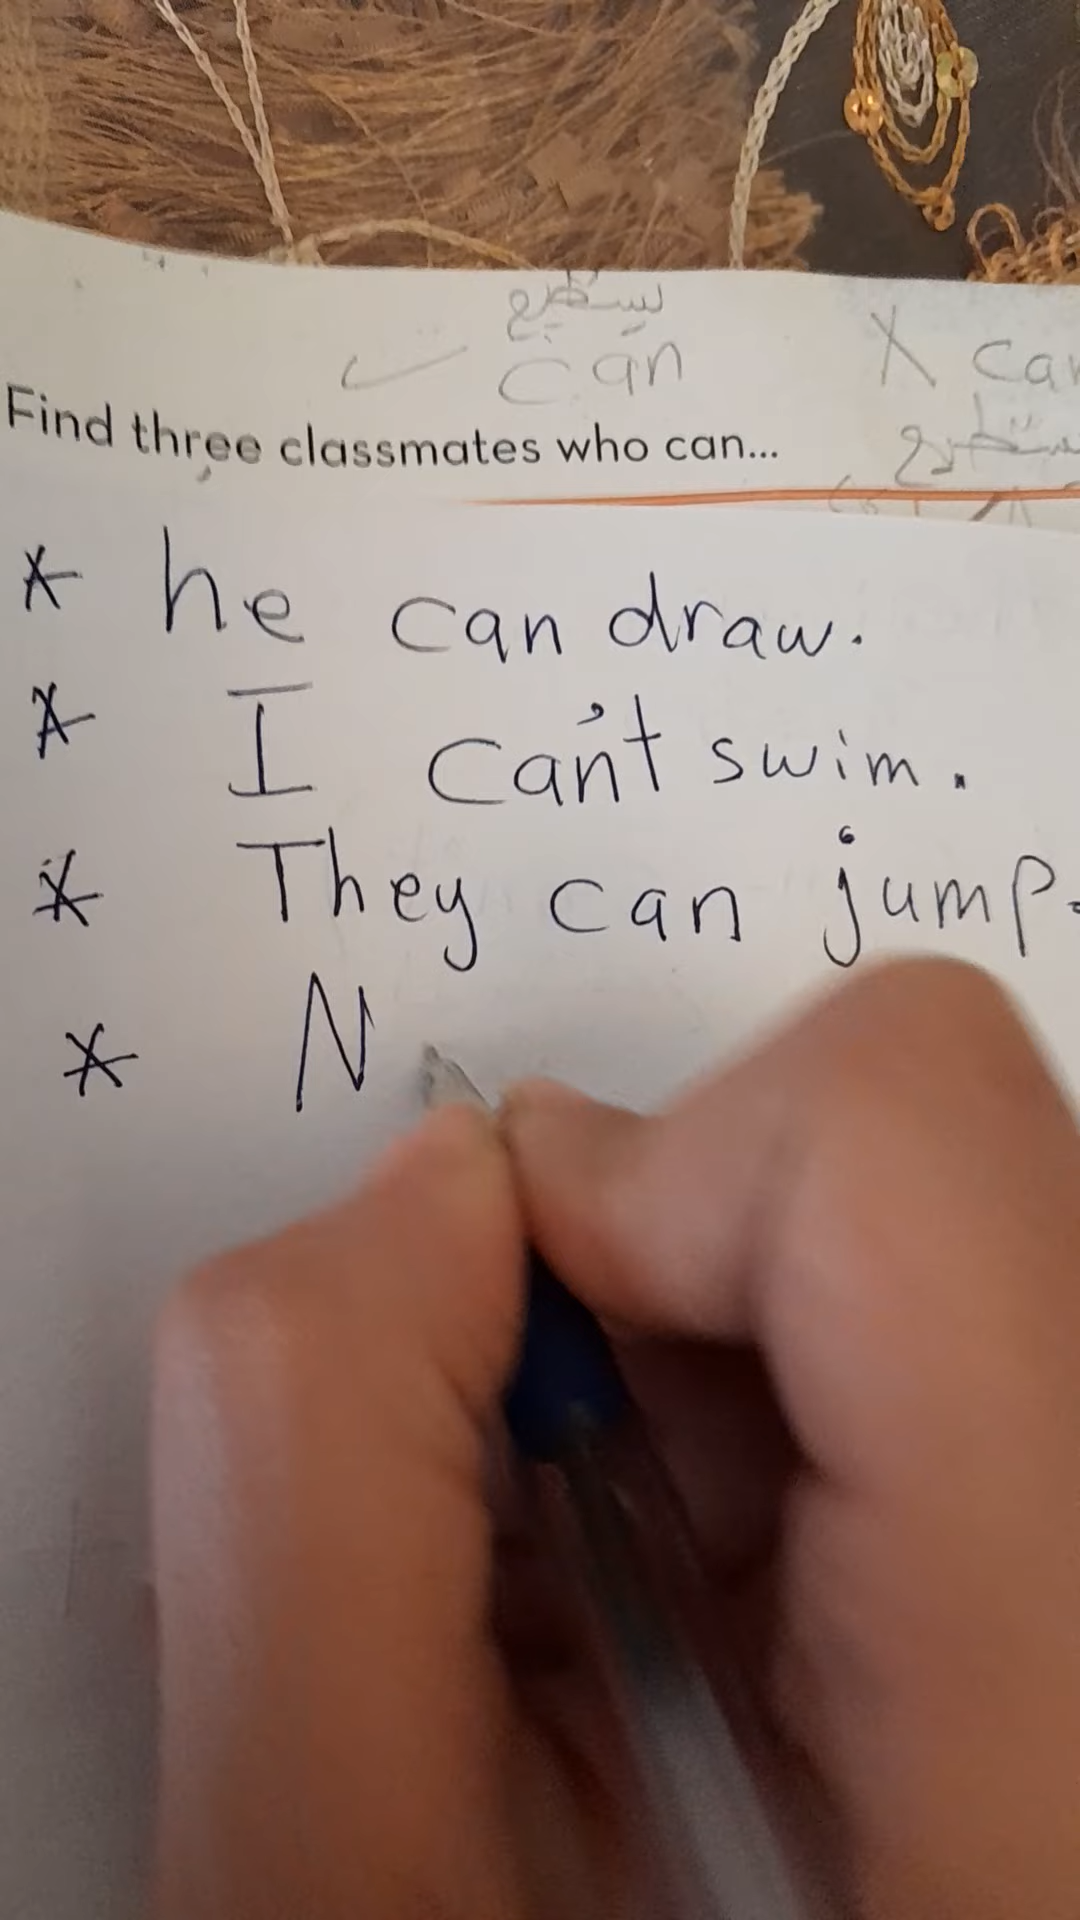 يستطيع
can X
Find three classmates who can...
* he can draw.
* I can't swim.
* They can jump.
* N